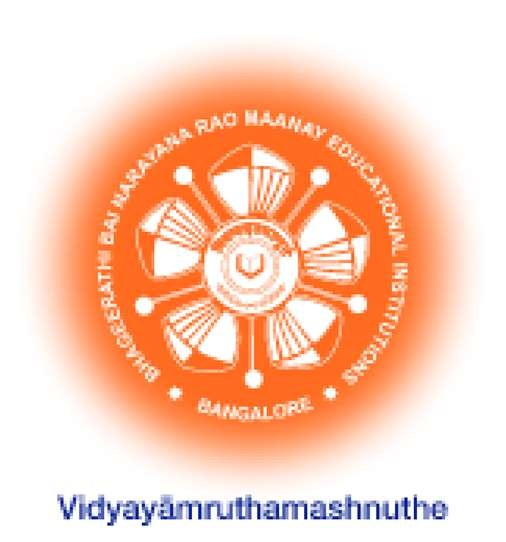 BHAGEERATHI BAI NARAYANA RAO MAANAY EDUCATIONAL INSTITUTIONS
• BANGALORE •
Vidyayāmruthamashnuthe